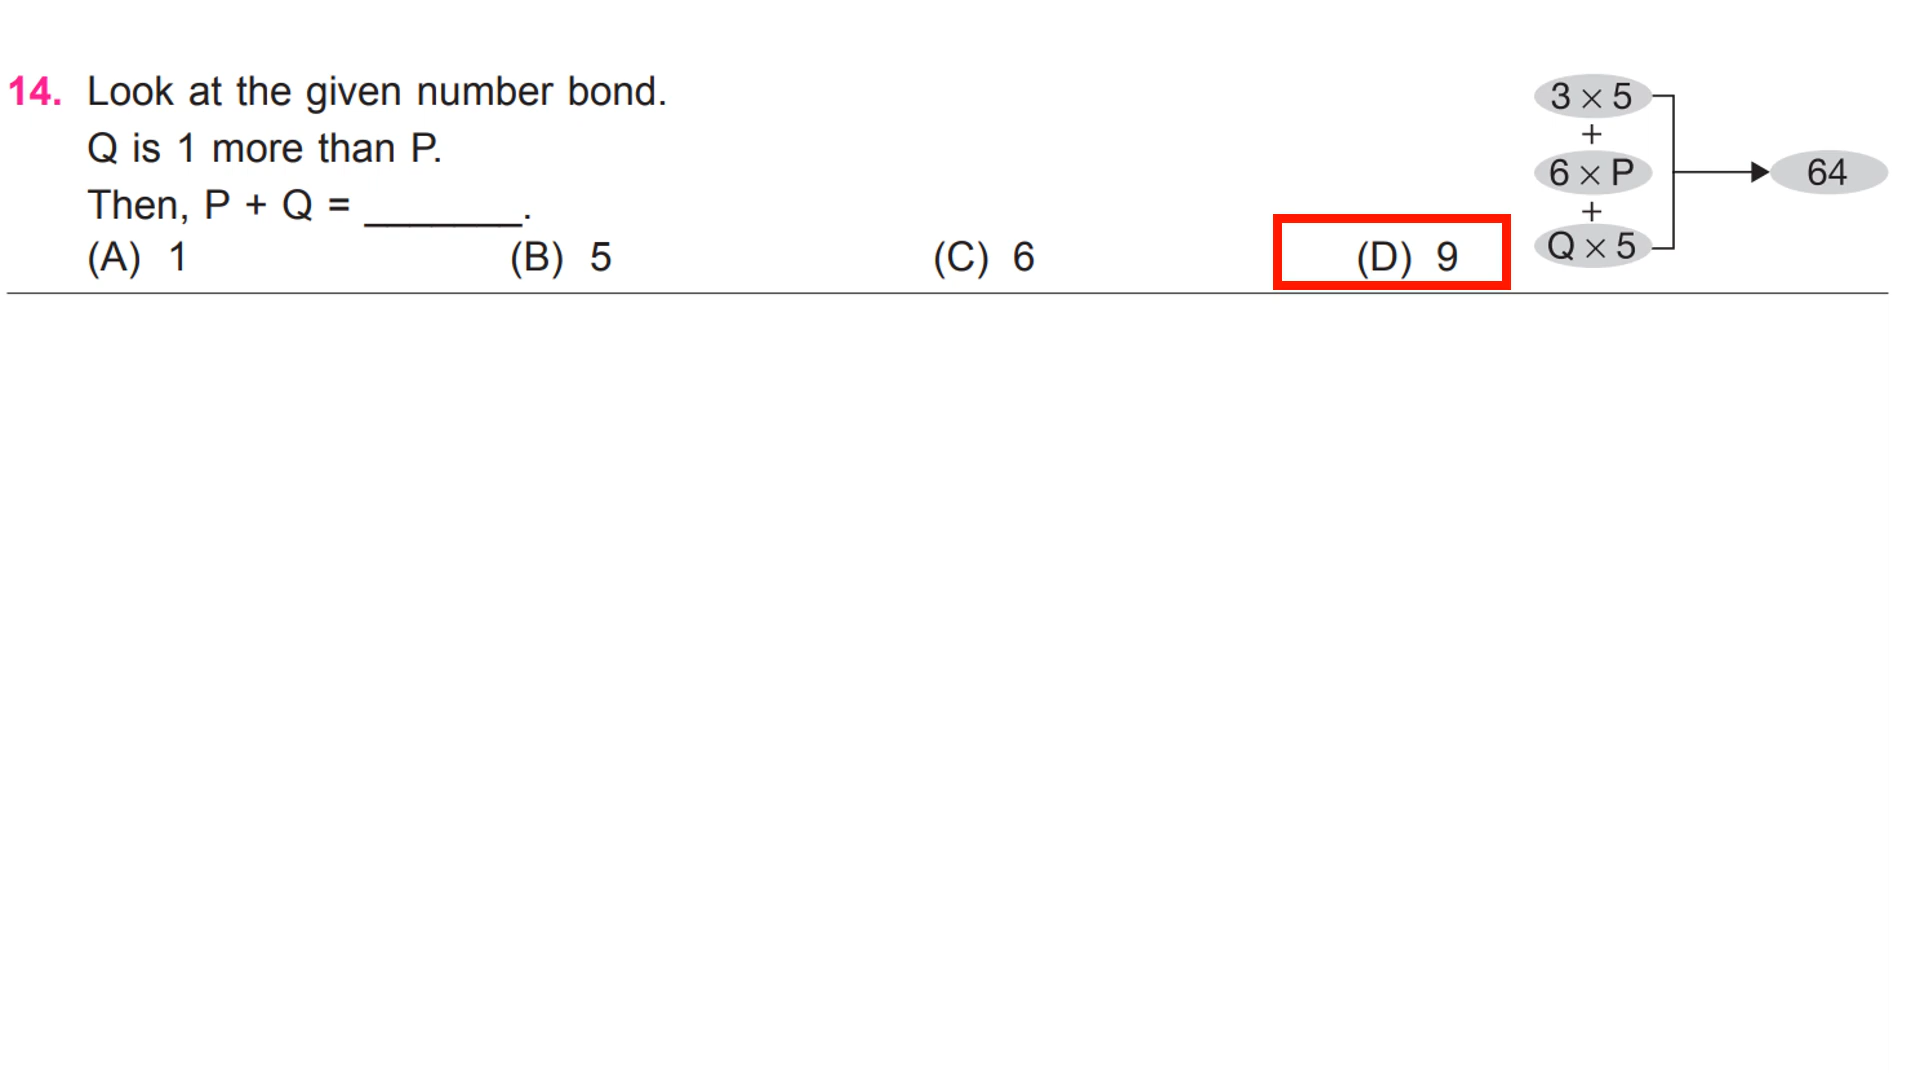 14. Look at the given number bond.
Q is 1 more than P.
Then, P + Q = _______.
(A) 1 (B) 5 (C) 6 (D) 9
3 × 5
+
6 × P
+
Q × 5
64